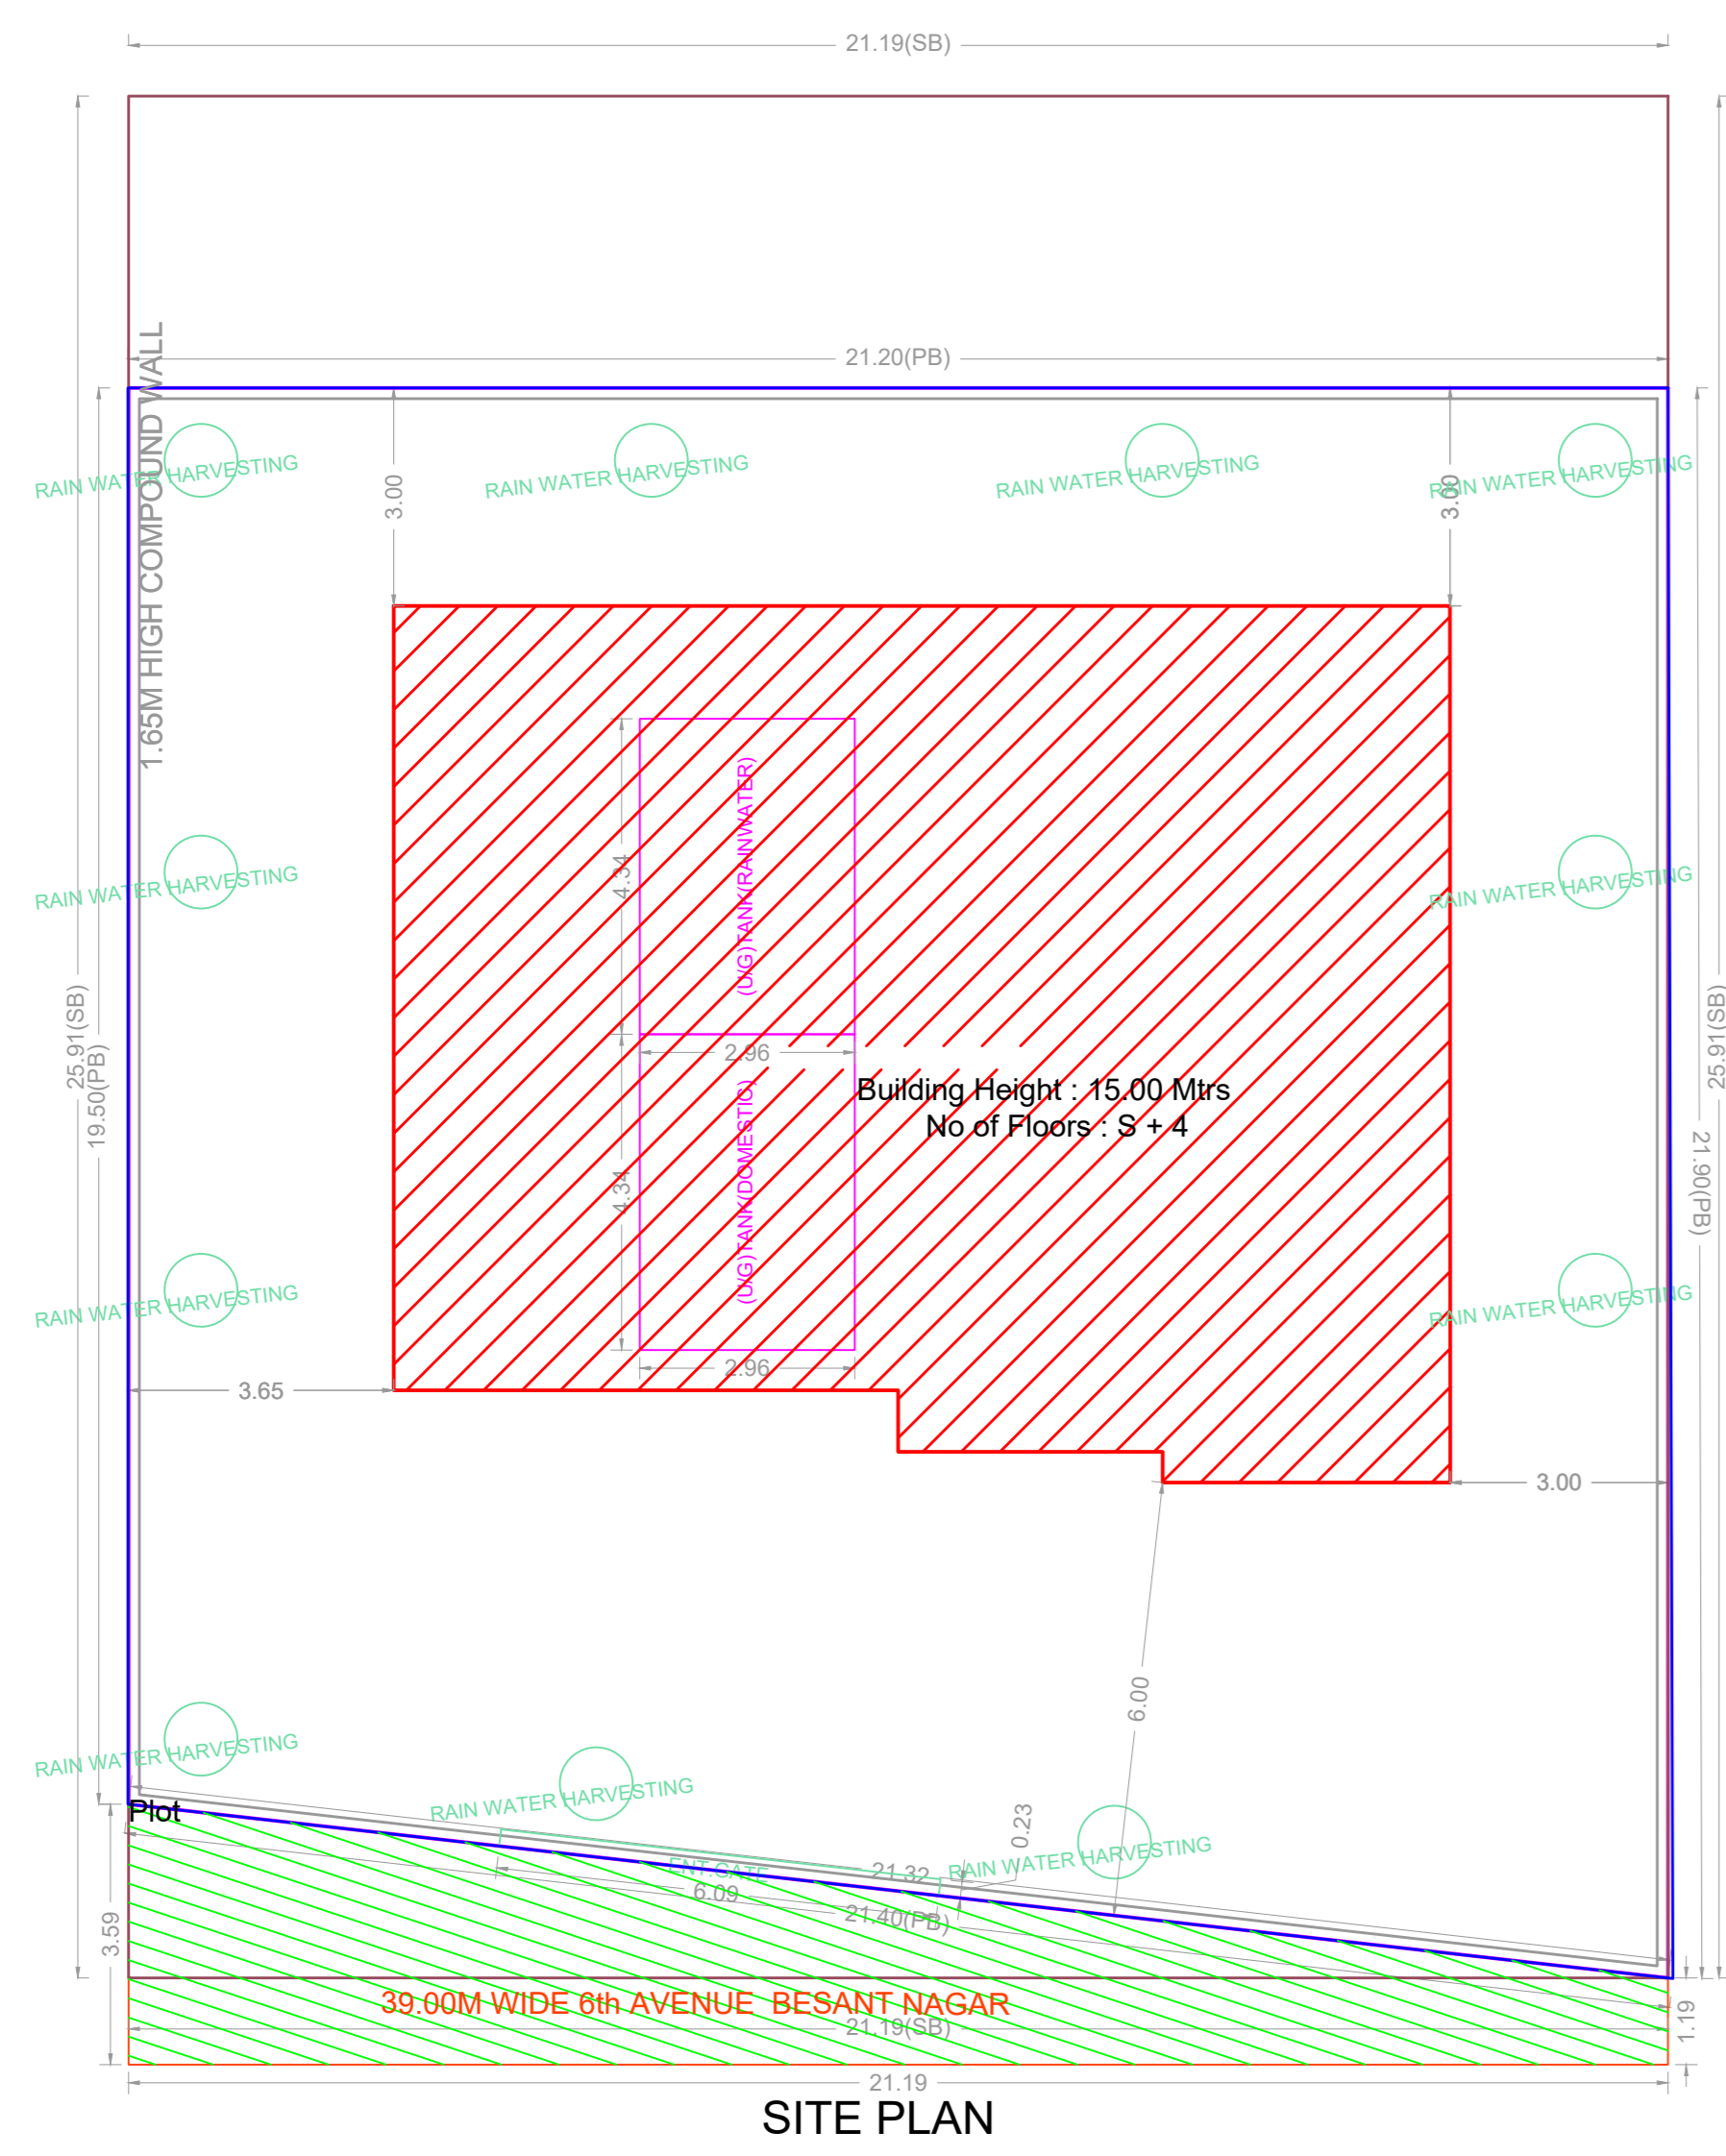 21.19(SB)
21.20(PB)
1.65M HIGH COMPOUND WALL
RAIN WATER HARVESTING
RAIN WATER HARVESTING
RAIN WATER HARVESTING
RAIN WATER HARVESTING
3.00
3.00
(U/G)TANK(RAINWATER)
4.34
RAIN WATER HARVESTING
RAIN WATER HARVESTING
25.91(SB)
19.50(PB)
25.91(SB)
21.90(PB)
2.96
Building Height : 15.00 Mtrs
No of Floors : S + 4
(U/G)TANK(DOMESTIC)
4.34
RAIN WATER HARVESTING
RAIN WATER HARVESTING
2.96
3.65
3.00
6.00
RAIN WATER HARVESTING
RAIN WATER HARVESTING
Plot
0.23
RAIN WATER HARVESTING
ENT.GATE
21.32
6.09
21.40(PB)
3.59
39.00M WIDE 6th AVENUE BESANT NAGAR
21.19(SB)
1.19
21.19
SITE PLAN